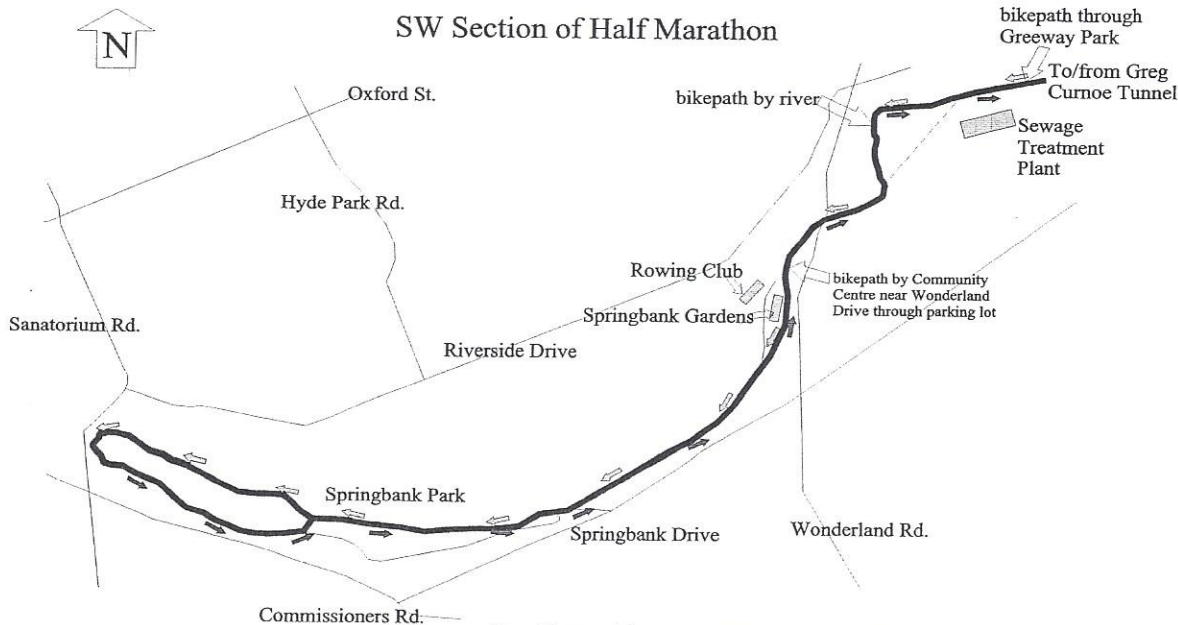 SW Section of Half Marathon
N
bikepath through
Greeway Park
To/from Greg
Curnoe Tunnel
Oxford St.
bikepath by river
Sewage
Treatment
Plant
Hyde Park Rd.
Rowing Club
bikepath by Community
Centre near Wonderland
Drive through parking lot
Springbank Gardens
Sanatorium Rd.
Riverside Drive
Springbank Park
Springbank Drive
Wonderland Rd.
Commissioners Rd.